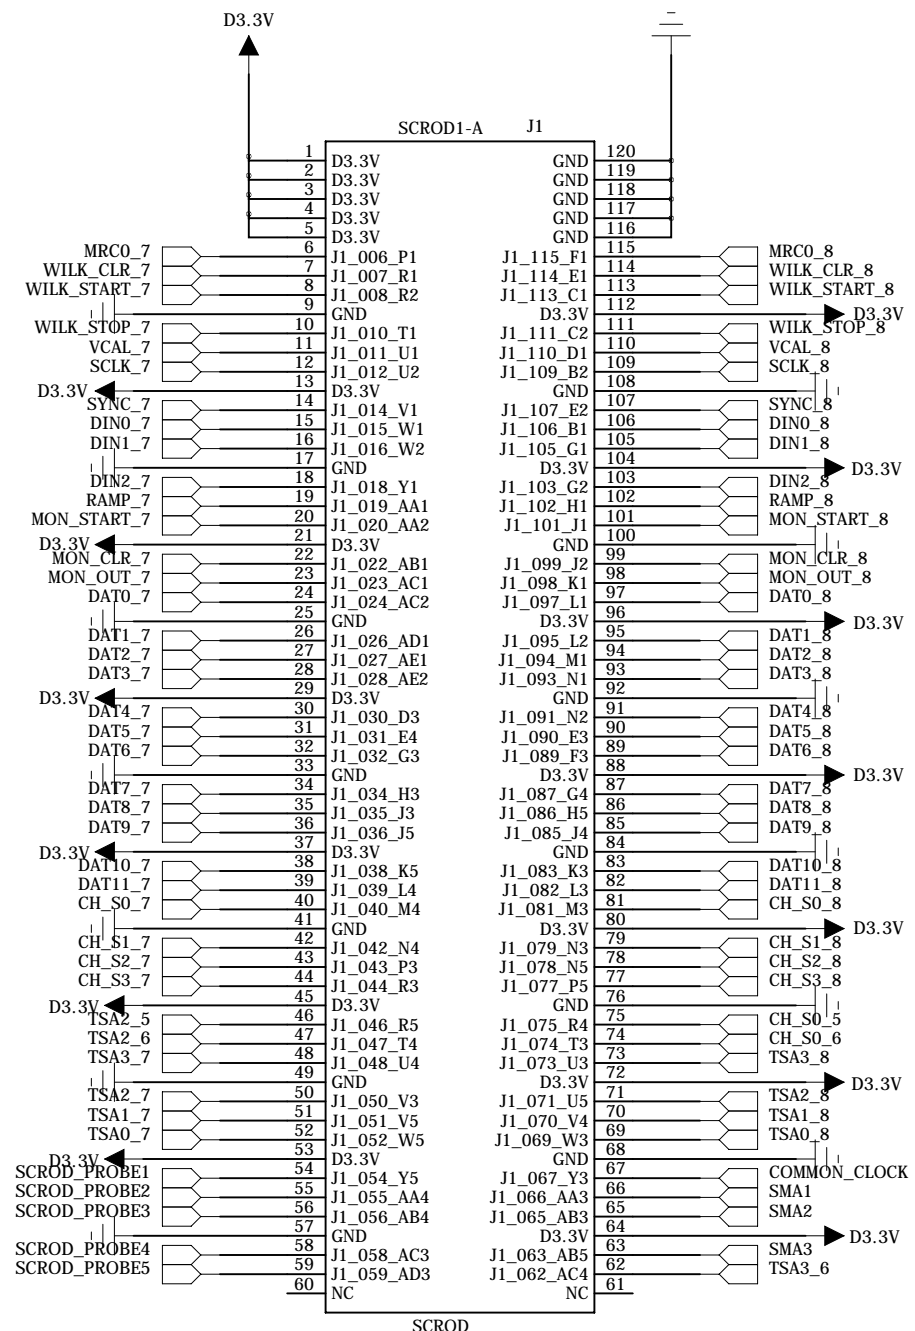 D3.3V
SCROD1-A J1
1 D3.3V GND 120
2 D3.3V GND 119
3 D3.3V GND 118
4 D3.3V GND 117
5 D3.3V GND 116
MRC0_7 6 J1_006_P1 J1_115_F1 115 MRC0_8
WILK_CLR_7 7 J1_007_R1 J1_114_E1 114 WILK_CLR_8
WILK_START_7 8 J1_008_R2 J1_113_C1 113 WILK_START_8
9 GND D3.3V 112 D3.3V
WILK_STOP_7 10 J1_010_T1 J1_111_C2 111 WILK_STOP_8
VCAL_7 11 J1_011_U1 J1_110_D1 110 VCAL_8
SCLK_7 12 J1_012_U2 J1_109_B2 109 SCLK_8
D3.3V 13 D3.3V GND 108
SYNC_7 14 J1_014_V1 J1_107_E2 107 SYNC_8
DIN0_7 15 J1_015_W1 J1_106_B1 106 DIN0_8
DIN1_7 16 J1_016_W2 J1_105_G1 105 DIN1_8
17 GND D3.3V 104 D3.3V
DIN2_7 18 J1_018_Y1 J1_103_G2 103 DIN2_8
RAMP_7 19 J1_019_AA1 J1_102_H1 102 RAMP_8
MON_START_7 20 J1_020_AA2 J1_101_J1 101 MON_START_8
D3.3V 21 D3.3V GND 100
MON_CLR_7 22 J1_022_AB1 J1_099_J2 99 MON_CLR_8
MON_OUT_7 23 J1_023_AC1 J1_098_K1 98 MON_OUT_8
DAT0_7 24 J1_024_AC2 J1_097_L1 97 DAT0_8
25 GND D3.3V 96 D3.3V
DAT1_7 26 J1_026_AD1 J1_095_L2 95 DAT1_8
DAT2_7 27 J1_027_AE1 J1_094_M1 94 DAT2_8
DAT3_7 28 J1_028_AE2 J1_093_N1 93 DAT3_8
D3.3V 29 D3.3V GND 92
DAT4_7 30 J1_030_D3 J1_091_N2 91 DAT4_8
DAT5_7 31 J1_031_E4 J1_090_E3 90 DAT5_8
DAT6_7 32 J1_032_G3 J1_089_F3 89 DAT6_8
33 GND D3.3V 88 D3.3V
DAT7_7 34 J1_034_H3 J1_087_G4 87 DAT7_8
DAT8_7 35 J1_035_J3 J1_086_H5 86 DAT8_8
DAT9_7 36 J1_036_J5 J1_085_J4 85 DAT9_8
D3.3V 37 D3.3V GND 84
DAT10_7 38 J1_038_K5 J1_083_K3 83 DAT10_8
DAT11_7 39 J1_039_L4 J1_082_L3 82 DAT11_8
CH_S0_7 40 J1_040_M4 J1_081_M3 81 CH_S0_8
41 GND D3.3V 80 D3.3V
CH_S1_7 42 J1_042_N4 J1_079_N3 79 CH_S1_8
CH_S2_7 43 J1_043_P3 J1_078_N5 78 CH_S2_8
CH_S3_7 44 J1_044_R3 J1_077_P5 77 CH_S3_8
D3.3V 45 D3.3V GND 76
TSA2_5 46 J1_046_R5 J1_075_R4 75 CH_S0_5
TSA2_6 47 J1_047_T4 J1_074_T3 74 CH_S0_6
TSA3_7 48 J1_048_U4 J1_073_U3 73 TSA3_8
49 GND D3.3V 72 D3.3V
TSA2_7 50 J1_050_V3 J1_071_U5 71 TSA2_8
TSA1_7 51 J1_051_V5 J1_070_V4 70 TSA1_8
TSA0_7 52 J1_052_W5 J1_069_W3 69 TSA0_8
D3.3V 53 D3.3V GND 68
SCROD_PROBE1 54 J1_054_Y5 J1_067_Y3 67 COMMON_CLOCK
SCROD_PROBE2 55 J1_055_AA4 J1_066_AA3 66 SMA1
SCROD_PROBE3 56 J1_056_AB4 J1_065_AB3 65 SMA2
57 GND D3.3V 64 D3.3V
SCROD_PROBE4 58 J1_058_AC3 J1_063_AB5 63 SMA3
SCROD_PROBE5 59 J1_059_AD3 J1_062_AC4 62 TSA3_6
60 NC NC 61
SCROD